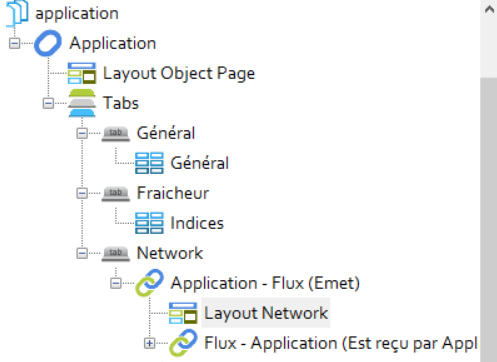 application
Application
Layout Object Page
Tabs
tab Général
Général
tab Fraicheur
Indices
tab Network
Application - Flux (Emet)
Layout Network
Flux - Application (Est reçu par Appl